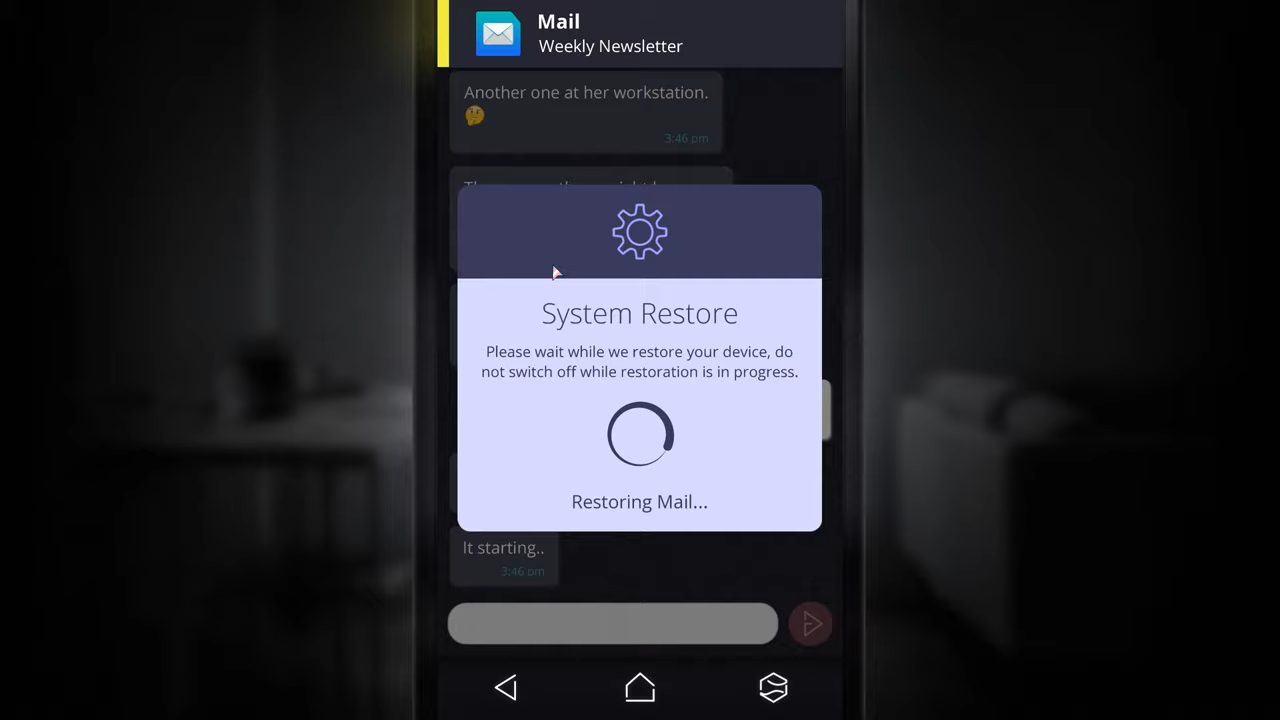 Mail
Weekly Newsletter
Another one at her workstation.
🤔
3:46 pm
System Restore
Please wait while we restore your device, do
not switch off while restoration is in progress.
Restoring Mail...
It starting..
3:46 pm